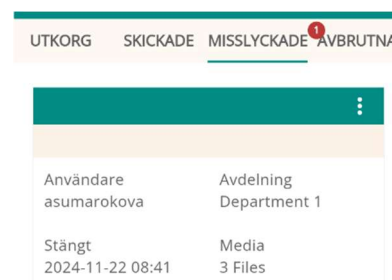 UTKORG SKICKADE MISSLYCKADE 1 AVBRUTNA
Användare Avdelning
asumarokova Department 1
Stängt Media
2024-11-22 08:41 3 Files